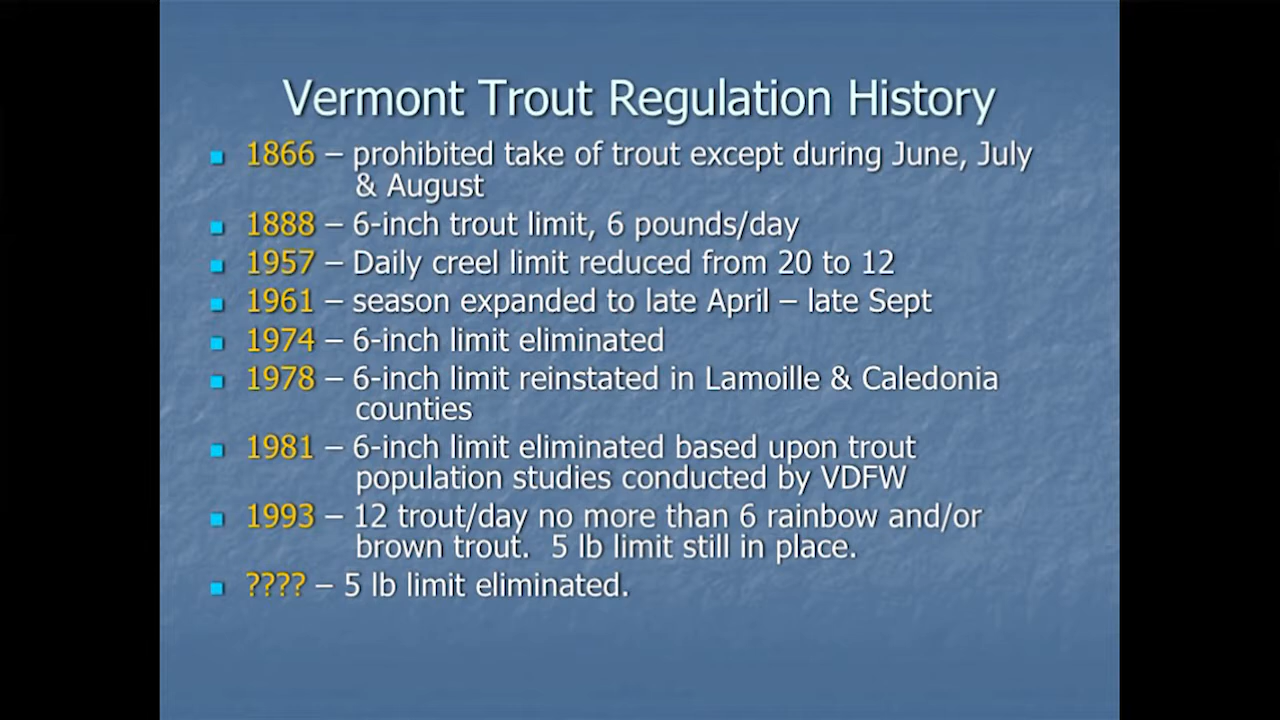 Vermont Trout Regulation History
1866 – prohibited take of trout except during June, July
& August
1888 – 6-inch trout limit, 6 pounds/day
1957 – Daily creel limit reduced from 20 to 12
1961 – season expanded to late April – late Sept
1974 – 6-inch limit eliminated
1978 – 6-inch limit reinstated in Lamoille & Caledonia
counties
1981 – 6-inch limit eliminated based upon trout
population studies conducted by VDFW
1993 – 12 trout/day no more than 6 rainbow and/or
brown trout.  5 lb limit still in place.
???? – 5 lb limit eliminated.